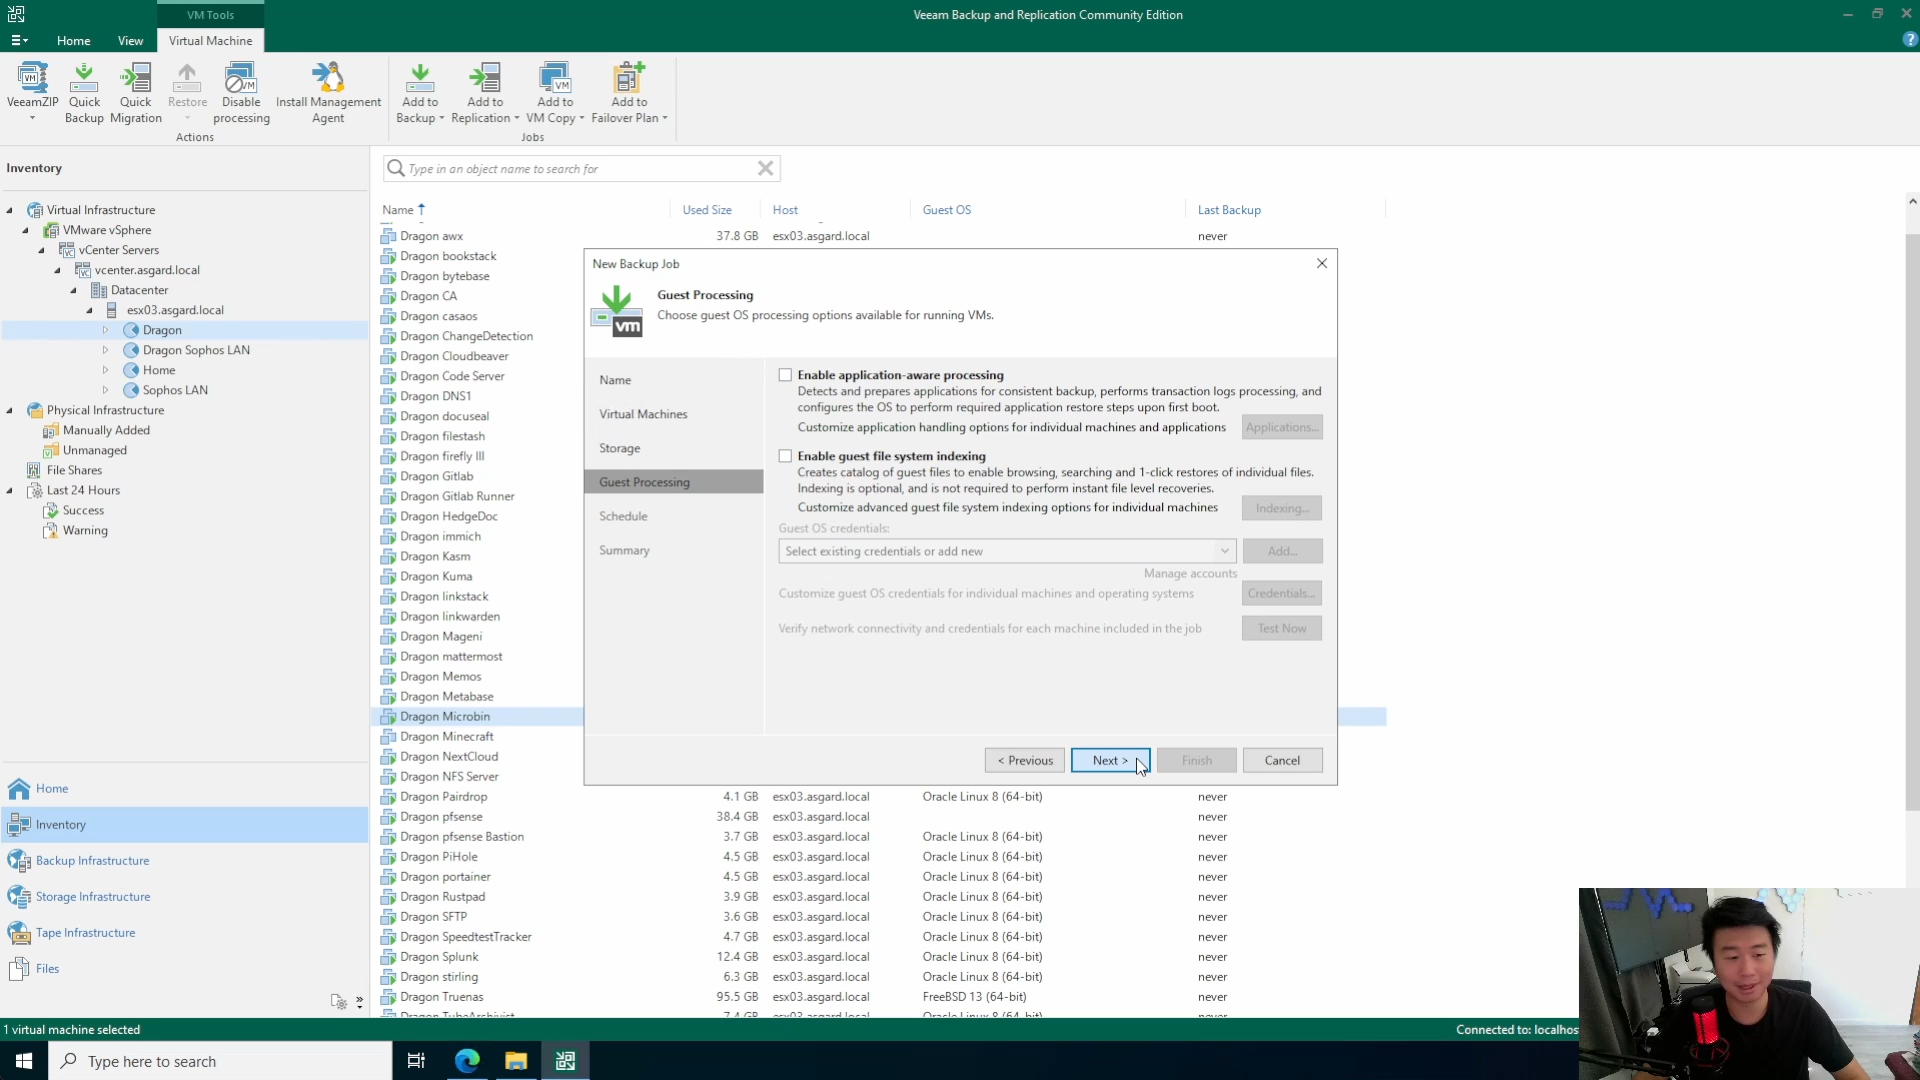 VM Tools
Veeam Backup and Replication Community Edition
Home
View
Virtual Machine
VeeamZIP
Quick Backup
Quick Migration
Restore
Disable processing
Install Management Agent
Add to Backup
Add to Replication
Add to VM Copy
Add to Failover Plan
Actions
Jobs
Inventory
Type in an object name to search for
Virtual Infrastructure
VMware vSphere
vCenter Servers
vcenter.asgard.local
Datacenter
esx03.asgard.local
Dragon
Dragon Sophos LAN
Home
Sophos LAN
Physical Infrastructure
Manually Added
Unmanaged
File Shares
Last 24 Hours
Success
Warning
Home
Inventory
Backup Infrastructure
Storage Infrastructure
Tape Infrastructure
Files
Name Used Size Host Guest OS Last Backup
Dragon awx 37.8 GB esx03.asgard.local never
Dragon bookstack
Dragon bytebase
Dragon CA
Dragon casaos
Dragon ChangeDetection
Dragon Cloudbeaver
Dragon Code Server
Dragon DNS1
Dragon docuseal
Dragon filestash
Dragon firefly III
Dragon Gitlab
Dragon Gitlab Runner
Dragon HedgeDoc
Dragon immich
Dragon Kasm
Dragon Kuma
Dragon linkstack
Dragon linkwarden
Dragon Mageni
Dragon mattermost
Dragon Memos
Dragon Metabase
Dragon Microbin
Dragon Minecraft
Dragon NextCloud
Dragon NFS Server
Dragon Pairdrop 4.1 GB esx03.asgard.local Oracle Linux 8 (64-bit) never
Dragon pfsense 38.4 GB esx03.asgard.local never
Dragon pfsense Bastion 3.7 GB esx03.asgard.local Oracle Linux 8 (64-bit) never
Dragon PiHole 4.5 GB esx03.asgard.local Oracle Linux 8 (64-bit) never
Dragon portainer 4.5 GB esx03.asgard.local Oracle Linux 8 (64-bit) never
Dragon Rustpad 3.9 GB esx03.asgard.local Oracle Linux 8 (64-bit) never
Dragon SFTP 3.6 GB esx03.asgard.local Oracle Linux 8 (64-bit) never
Dragon SpeedtestTracker 4.7 GB esx03.asgard.local Oracle Linux 8 (64-bit) never
Dragon Splunk 12.4 GB esx03.asgard.local Oracle Linux 8 (64-bit) never
Dragon stirling 6.3 GB esx03.asgard.local Oracle Linux 8 (64-bit) never
Dragon Truenas 95.5 GB esx03.asgard.local FreeBSD 13 (64-bit) never
New Backup Job
Guest Processing
Choose guest OS processing options available for running VMs.
Name
Virtual Machines
Storage
Guest Processing
Schedule
Summary
Enable application-aware processing
Detects and prepares applications for consistent backup, performs transaction logs processing, and
configures the OS to perform required application restore steps upon first boot.
Customize application handling options for individual machines and applications Applications...
Enable guest file system indexing
Creates catalog of guest files to enable browsing, searching and 1-click restores of individual files.
Indexing is optional, and is not required to perform instant file level recoveries.
Customize advanced guest file system indexing options for individual machines Indexing...
Guest OS credentials:
Select existing credentials or add new Add...
Manage accounts
Customize guest OS credentials for individual machines and operating systems Credentials...
Verify network connectivity and credentials for each machine included in the job Test Now
< Previous Next > Finish Cancel
1 virtual machine selected
Connected to: localhos
Type here to search